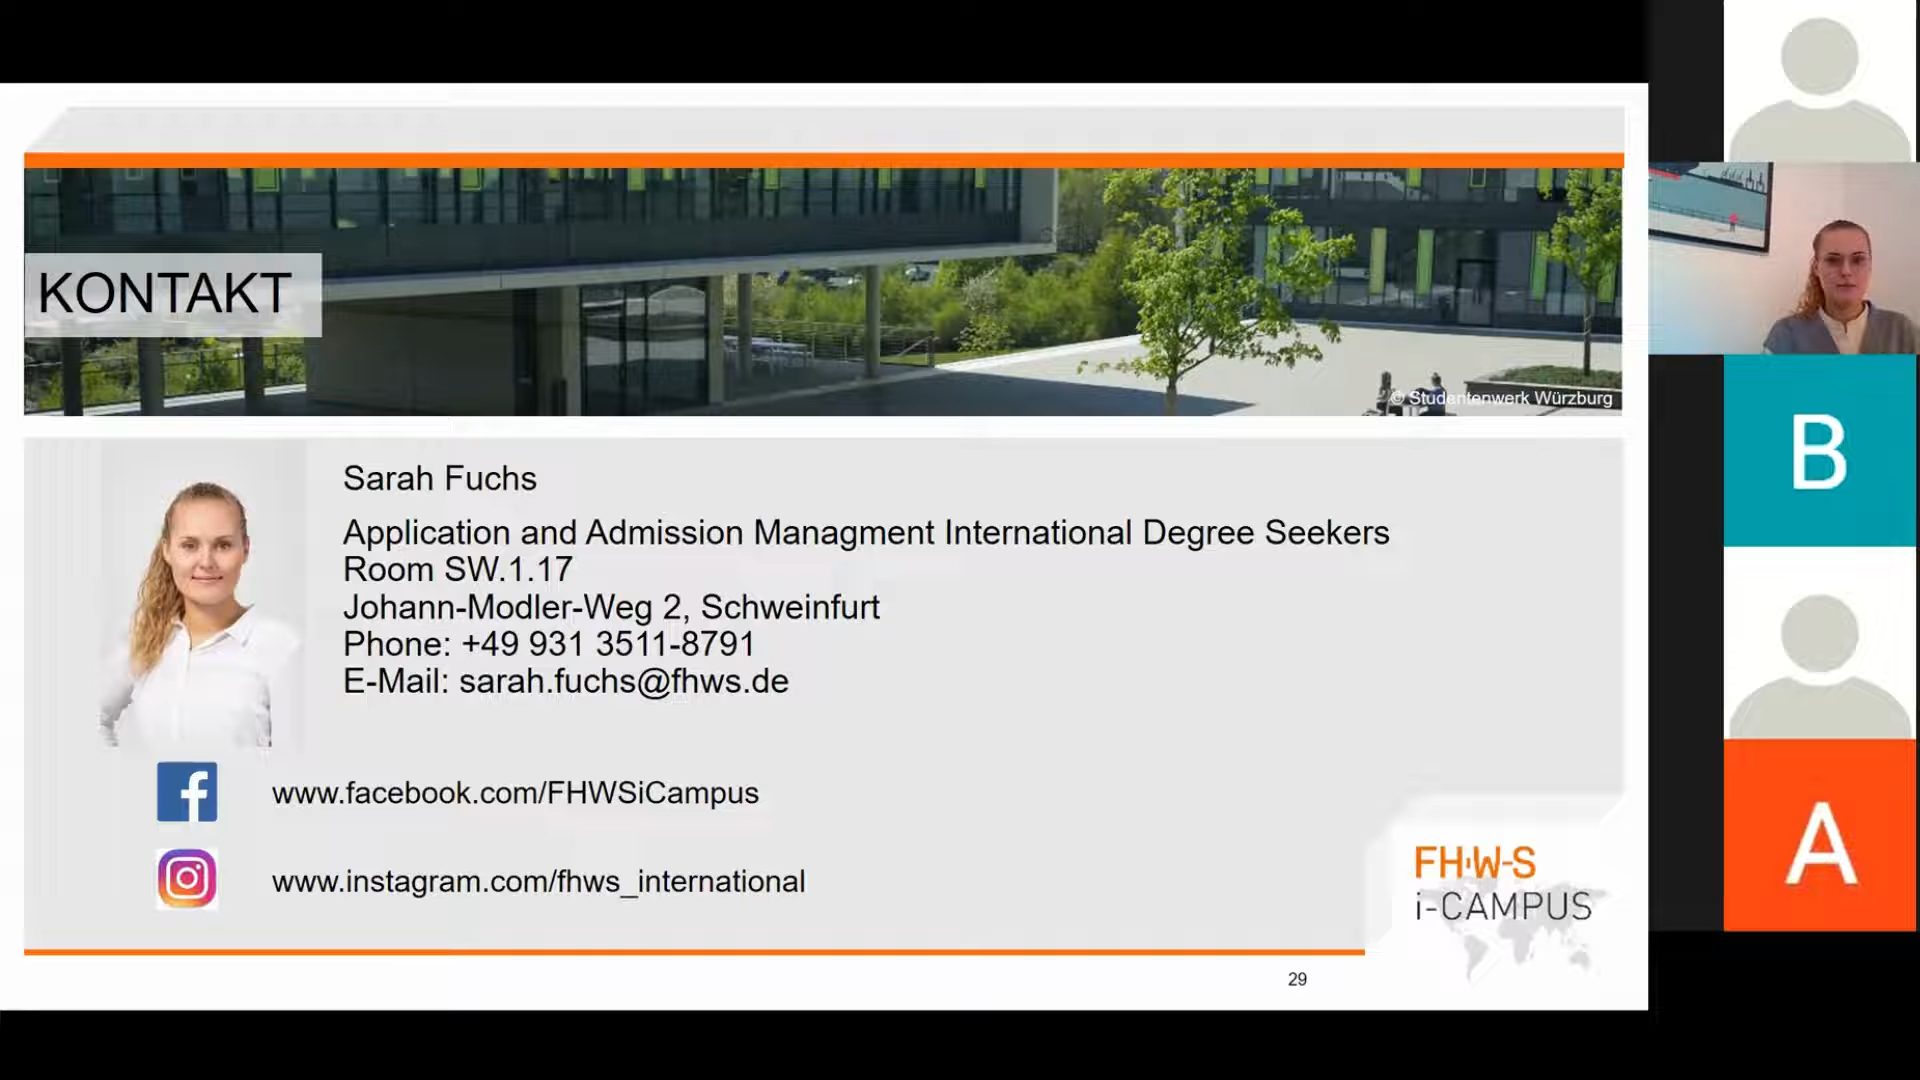 KONTAKT
© Studentenwerk Würzburg
Sarah Fuchs
Application and Admission Managment International Degree Seekers
Room SW.1.17
Johann-Modler-Weg 2, Schweinfurt
Phone: +49 931 3511-8791
E-Mail: sarah.fuchs@fhws.de
www.facebook.com/FHWSiCampus
www.instagram.com/fhws_international
FH·W-S
i-CAMPUS
29
B
A